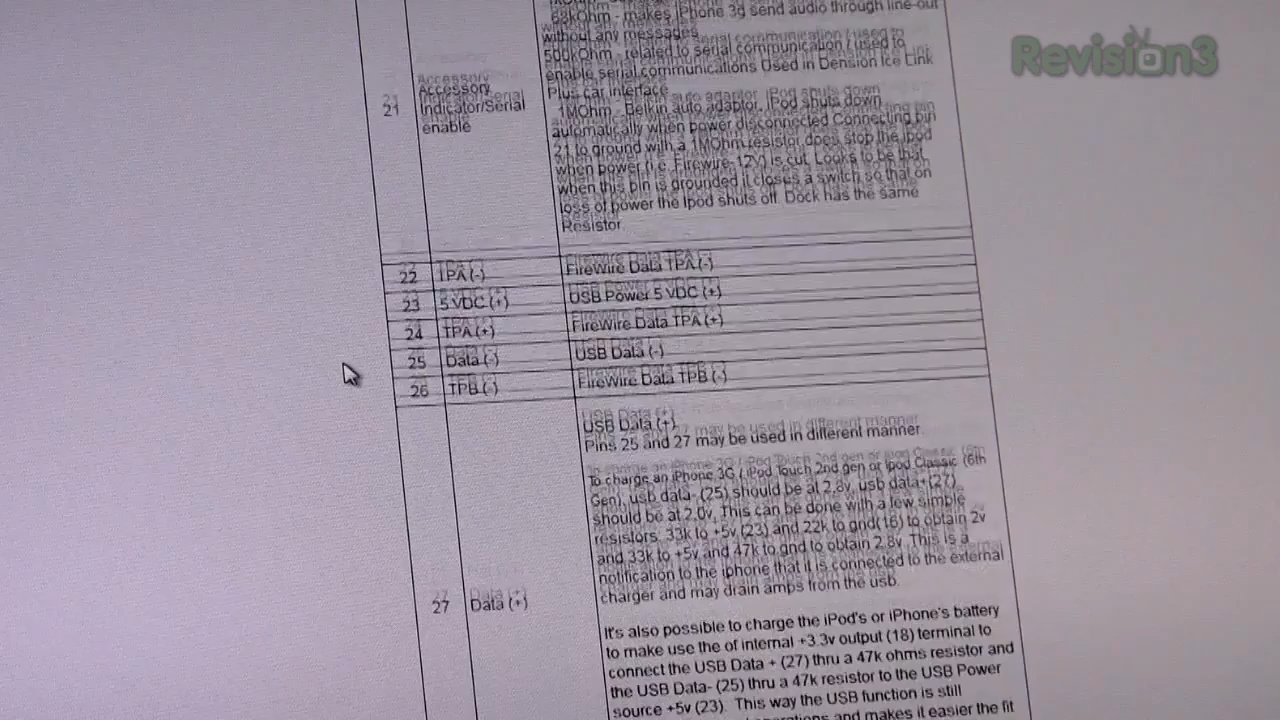 68kOhm - makes iPhone 3g send audio through line-out
without any messages
500kOhm - related to serial communication / used to
enable serial communications Used in Dension Ice Link
Plus car interface
1MOhm - Belkin auto adaptor, iPod shuts down
automatically when power disconnected Connecting pin
21 to ground with a 1MOhm resistor does stop the ipod
when power (i.e. Firewire-12V) is cut. Looks to be that
when this pin is grounded it closes a switch so that on
loss of power the Ipod shuts off. Dock has the same
Resistor.
21
Accessory
Indicator/Serial
enable
22 TPA (-) FireWire Data TPA (-)
23 5 VDC (+) USB Power 5 VDC (+)
24 TPA (+) FireWire Data TPA (+)
25 Data (-) USB Data (-)
26 TPB (-) FireWire Data TPB (-)
27 Data (+)
USB Data (+)
Pins 25 and 27 may be used in different manner.
To charge an iPhone 3G / iPod Touch 2nd gen or Ipod Classic (6th
Gen), usb data- (25) should be at 2.8v, usb data+ (27)
should be at 2.0v. This can be done with a few simple
resistors: 33k to +5v (23) and 22k to gnd(16) to obtain 2v
and 33k to +5v and 47k to gnd to obtain 2.8v. This is a
notification to the iphone that it is connected to the external
charger and may drain amps from the usb.
It's also possible to charge the iPod's or iPhone's battery
to make use the of internal +3.3v output (18) terminal to
connect the USB Data + (27) thru a 47k ohms resistor and
the USB Data- (25) thru a 47k resistor to the USB Power
source +5v (23). This way the USB function is still
and makes it easier the fit
Revision3